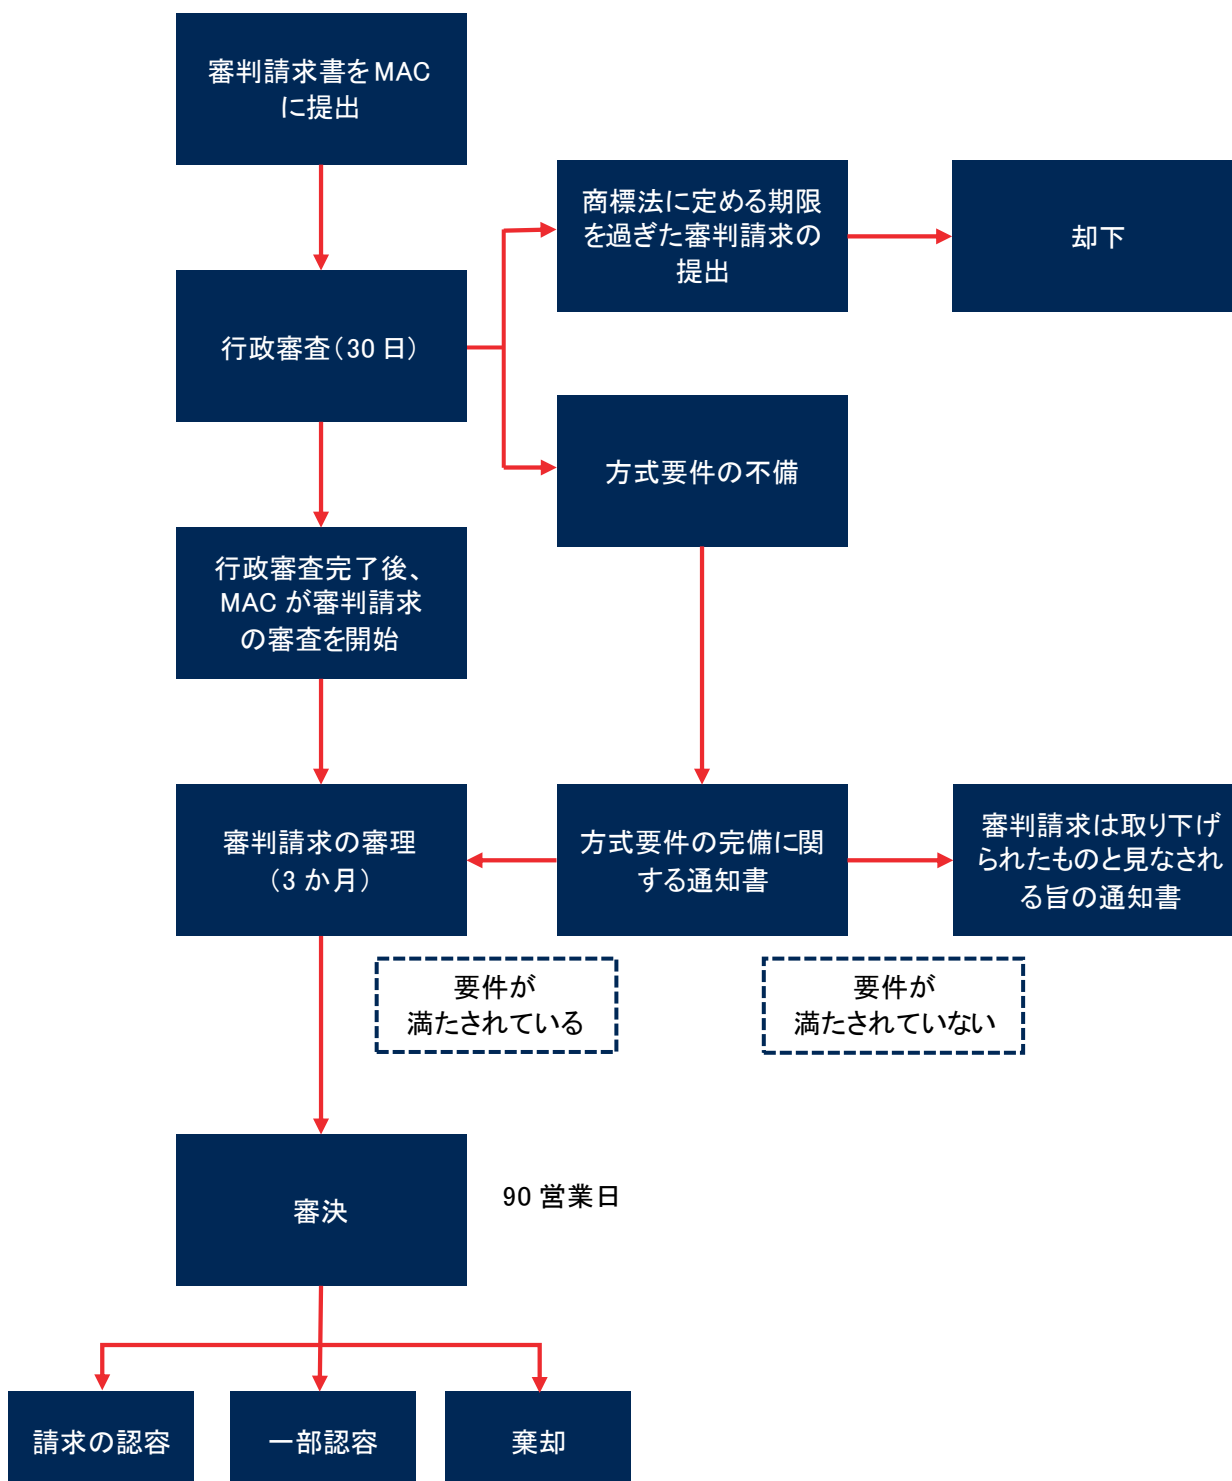 審判請求書をMAC
に提出
商標法に定める期限
を過ぎた審判請求の
提出
却下
行政審査（30 日）
方式要件の不備
行政審査完了後、
MAC が審判請求
の審査を開始
審判請求の審理
（3 か月）
方式要件の完備に関
する通知書
審判請求は取り下げ
られたものと見なされ
る旨の通知書
要件が
満たされている
要件が
満たされていない
審決
90 営業日
請求の認容
一部認容
棄却